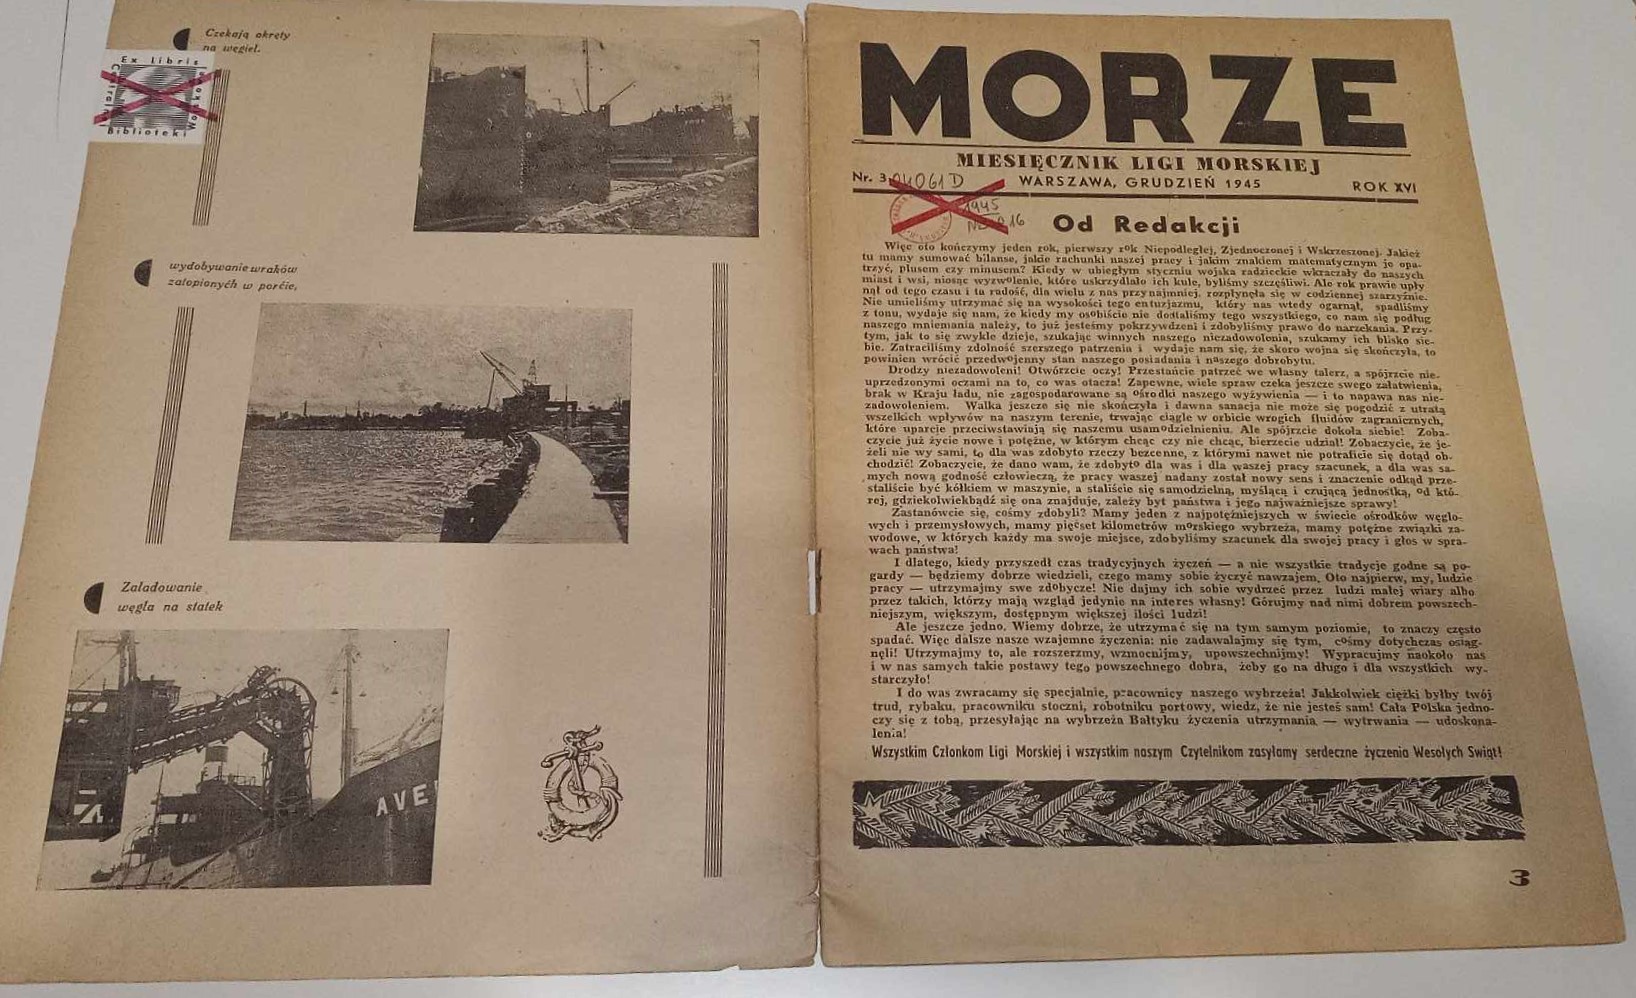 Czekają okręty
na węgiel.
Ex libris
Biblioteki
wydobywanie wraków
zatopionych w porcie,
Załadowanie
węgla na statek
AVE
MORZE
MIESIĘCZNIK LIGI MORSKIEJ
Nr. 3 WARSZAWA, GRUDZIEŃ 1945 ROK XVI
04061 D
1945
Od Redakcji
Więc oto kończymy jeden rok, pierwszy rok Niepodległej, Zjednoczonej i Wskrzeszonej. Jakież
tu mamy sumować bilanse, jakie rachunki naszej pracy i jakim znakiem matematycznym je opa-
trzyć, plusem czy minusem? Kiedy w ubiegłym styczniu wojska radzieckie wkraczały do naszych
miast i wsi, niosąc wyzwolenie, które uskrzydlało ich kule, byliśmy szczęśliwi. Ale rok prawie upły
nął od tego czasu i ta radość, dla wielu z nas przynajmniej, rozpłynęła się w codziennej szarzyźnie.
Nie umieliśmy utrzymać się na wysokości tego entuzjazmu, który nas wtedy ogarnął, spadliśmy
z tonu, wydaje się nam, że kiedy my osobiście nie dostaliśmy tego wszystkiego, co nam się podług
naszego mniemania należy, to już jesteśmy pokrzywdzeni i zdobyliśmy prawo do narzekania. Przy-
tym, jak to się zwykle dzieje, szukając winnych naszego niezadowolenia, szukamy ich blisko sie-
bie. Zatraciliśmy zdolność szerszego patrzenia i wydaje nam się, że skoro wojna się skończyła, to
powinien wrócić przedwojenny stan naszego posiadania i naszego dobrobytu.
Drodzy niezadowoleni! Otwórzcie oczy! Przestańcie patrzeć we własny talerz, a spójrzcie nie-
uprzedzonymi oczami na to, co was otacza! Zapewne, wiele spraw czeka jeszcze swego załatwienia,
brak w Kraju ładu, nie zagospodarowane są ośrodki naszego wyżywienia — i to napawa nas nie-
zadowoleniem. Walka jeszcze się nie skończyła i dawna sanacja nie może się pogodzić z utratą
wszelkich wpływów na naszym terenie, trwając ciągle w orbicie wrogich fluidów zagranicznych,
które uparcie przeciwstawiają się naszemu usamodzielnieniu. Ale spójrzcie dokoła siebie! Zoba-
czycie już życie nowe i potężne, w którym chcąc czy nie chcąc, bierzecie udział! Zobaczycie, że je-
żeli nie wy sami, to dla was zdobyto rzeczy bezcenne, z którymi nawet nie potraficie się dotąd ob-
chodzić! Zobaczycie, że dano wam, że zdobyto dla was i dla waszej pracy szacunek, a dla was sa-
mych nową godność człowieczą, że pracy waszej nadany został nowy sens i znaczenie odkąd prze-
staliście być kółkiem w maszynie, a staliście się samodzielną, myślącą i czującą jednostką, od któ-
rej, gdziekolwiekbądź się ona znajduje, zależy byt państwa i jego najważniejsze sprawy!
Zastanówcie się, cośmy zdobyli? Mamy jeden z najpotężniejszych w świecie ośrodków węglo-
wych i przemysłowych, mamy pięćset kilometrów morskiego wybrzeża, mamy potężne związki za-
wodowe, w których każdy ma swoje miejsce, zdobyliśmy szacunek dla swojej pracy i głos w spra-
wach państwa!
I dlatego, kiedy przyszedł czas tradycyjnych życzeń — a nie wszystkie tradycje godne są po-
gardy — będziemy dobrze wiedzieli, czego mamy sobie życzyć nawzajem. Oto najpierw, my, ludzie
pracy — utrzymajmy swe zdobycze! Nie dajmy ich sobie wydrzeć przez ludzi małej wiary albo
przez takich, którzy mają wzgląd jedynie na interes własny! Górujmy nad nimi dobrem powszech-
niejszym, większym, dostępnym większej ilości ludzi!
Ale jeszcze jedno. Wiemy dobrze, że utrzymać się na tym samym poziomie, to znaczy często
spadać. Więc dalsze nasze wzajemne życzenia: nie zadawalajmy się tym, cośmy dotychczas osiąg-
nęli! Utrzymajmy to, ale rozszerzmy, wzmocnijmy, upowszechnijmy! Wypracujmy naokoło nas
i w nas samych takie postawy tego powszechnego dobra, żeby go na długo i dla wszystkich wy-
starczyło!
I do was zwracamy się specjalnie, pracownicy naszego wybrzeża! Jakkolwiek ciężki byłby twój
trud, rybaku, pracowniku stoczni, robotniku portowy, wiedz, że nie jesteś sam! Cała Polska jedno-
czy się z tobą, przesyłając na wybrzeża Bałtyku życzenia utrzymania — wytrwania — udoskona-
lenia!
Wszystkim Członkom Ligi Morskiej i wszystkim naszym Czytelnikom zasyłamy serdeczne życzenia Wesołych Swiąt!
3